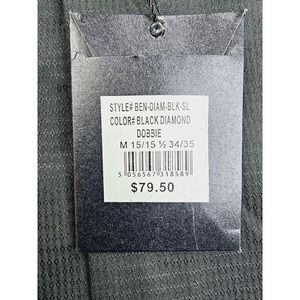 STYLE# BEN-DIAM-BLK-SL
COLOR# BLACK DIAMOND
DOBBIE
M 15/15 ½ 34/35
5 056567 318589
$79.50